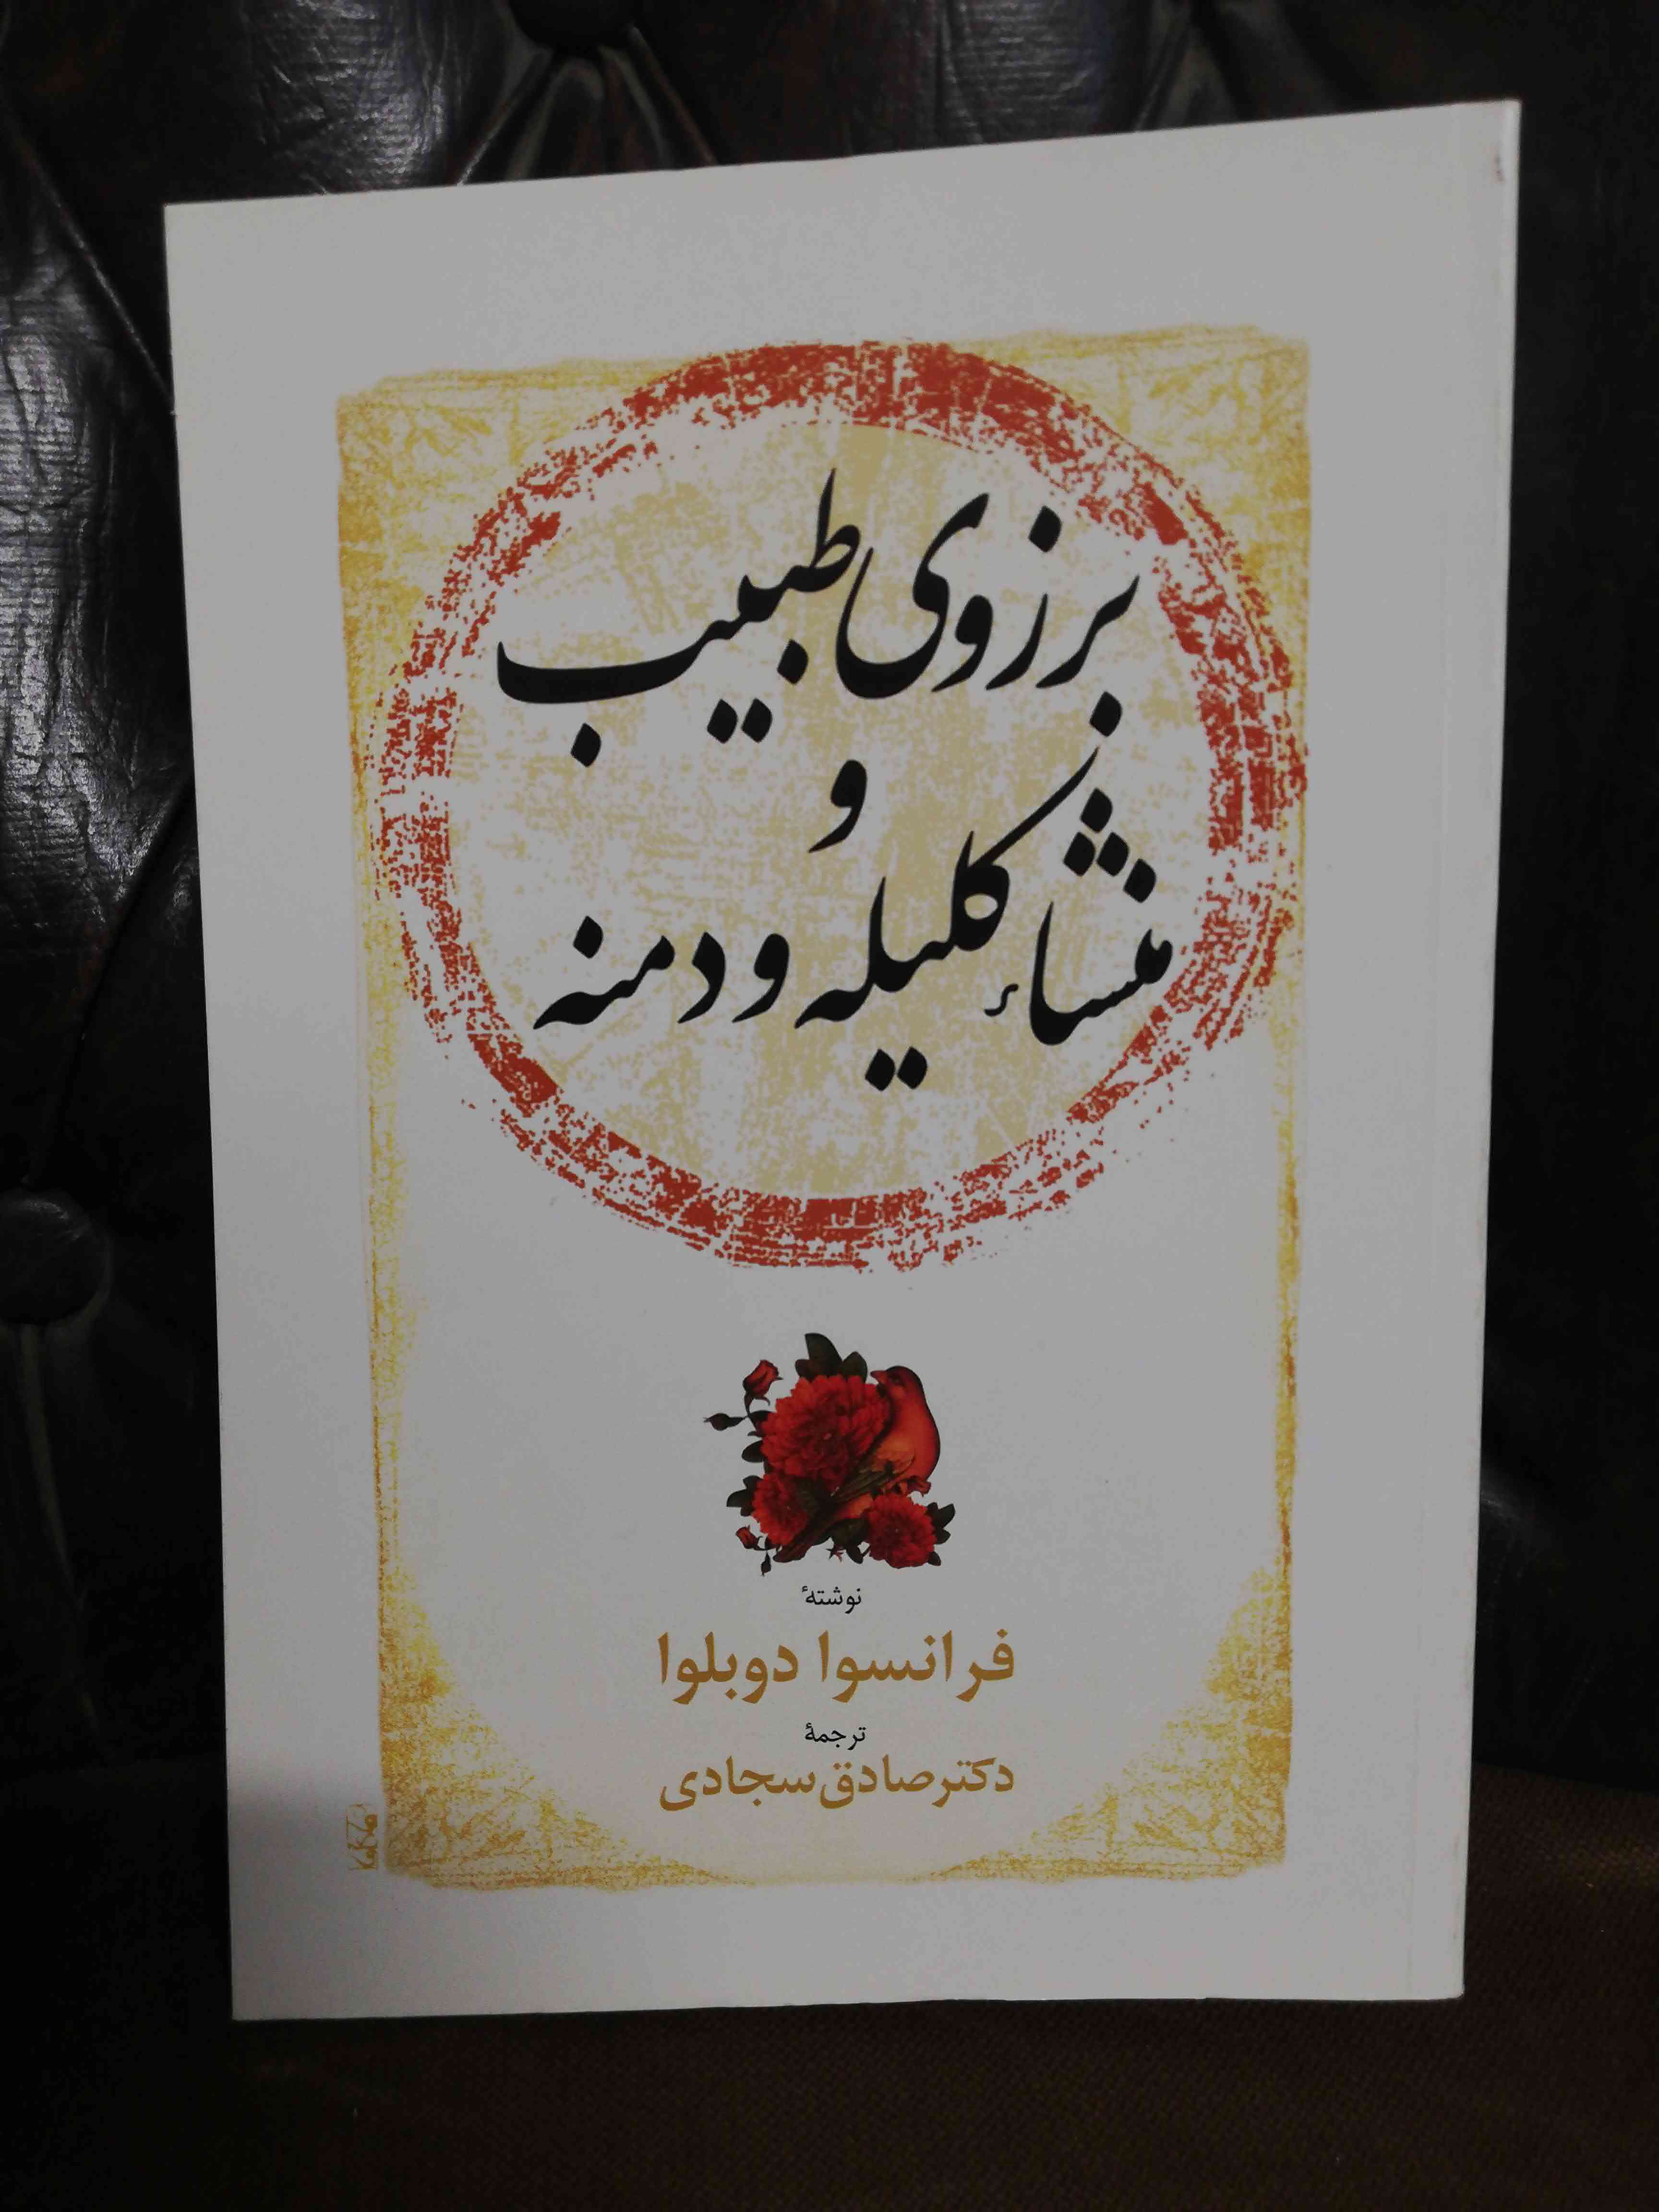 برزوی طبیب
و
منشأ کلیله و دمنه
نوشتهٔ
فرانسوا دوبلوا
ترجمهٔ
دکتر صادق سجادی